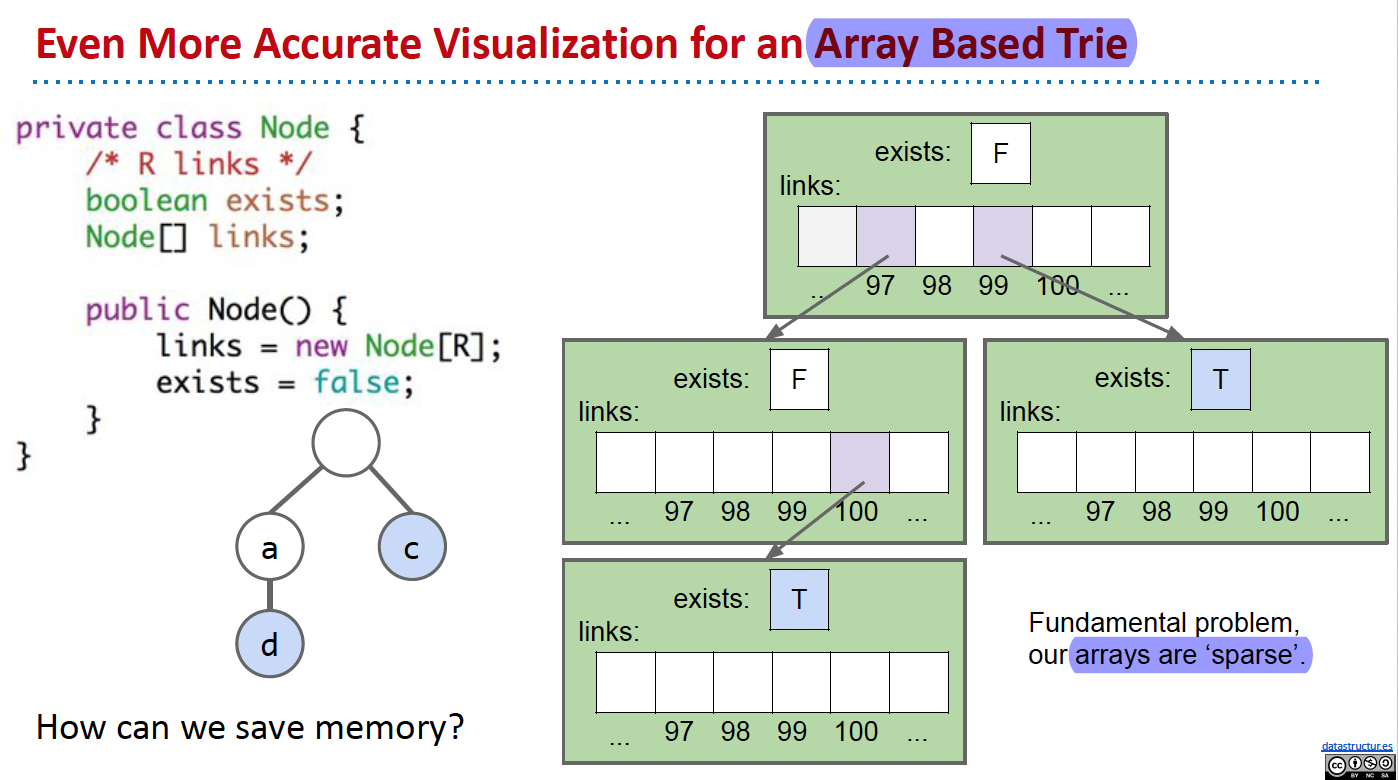 Even More Accurate Visualization for an Array Based Trie
private class Node {
/* R links */
boolean exists;
Node[] links;
public Node() {
links = new Node[R];
exists = false;
}
}
a
c
d
How can we save memory?
exists: F
links:
.. 97 98 99 100 ...
exists: F
links:
... 97 98 99 100 ...
exists: T
links:
... 97 98 99 100 ...
exists: T
links:
... 97 98 99 100 ...
Fundamental problem,
our arrays are ‘sparse’.
datastructur.es
cc
BY NC SA